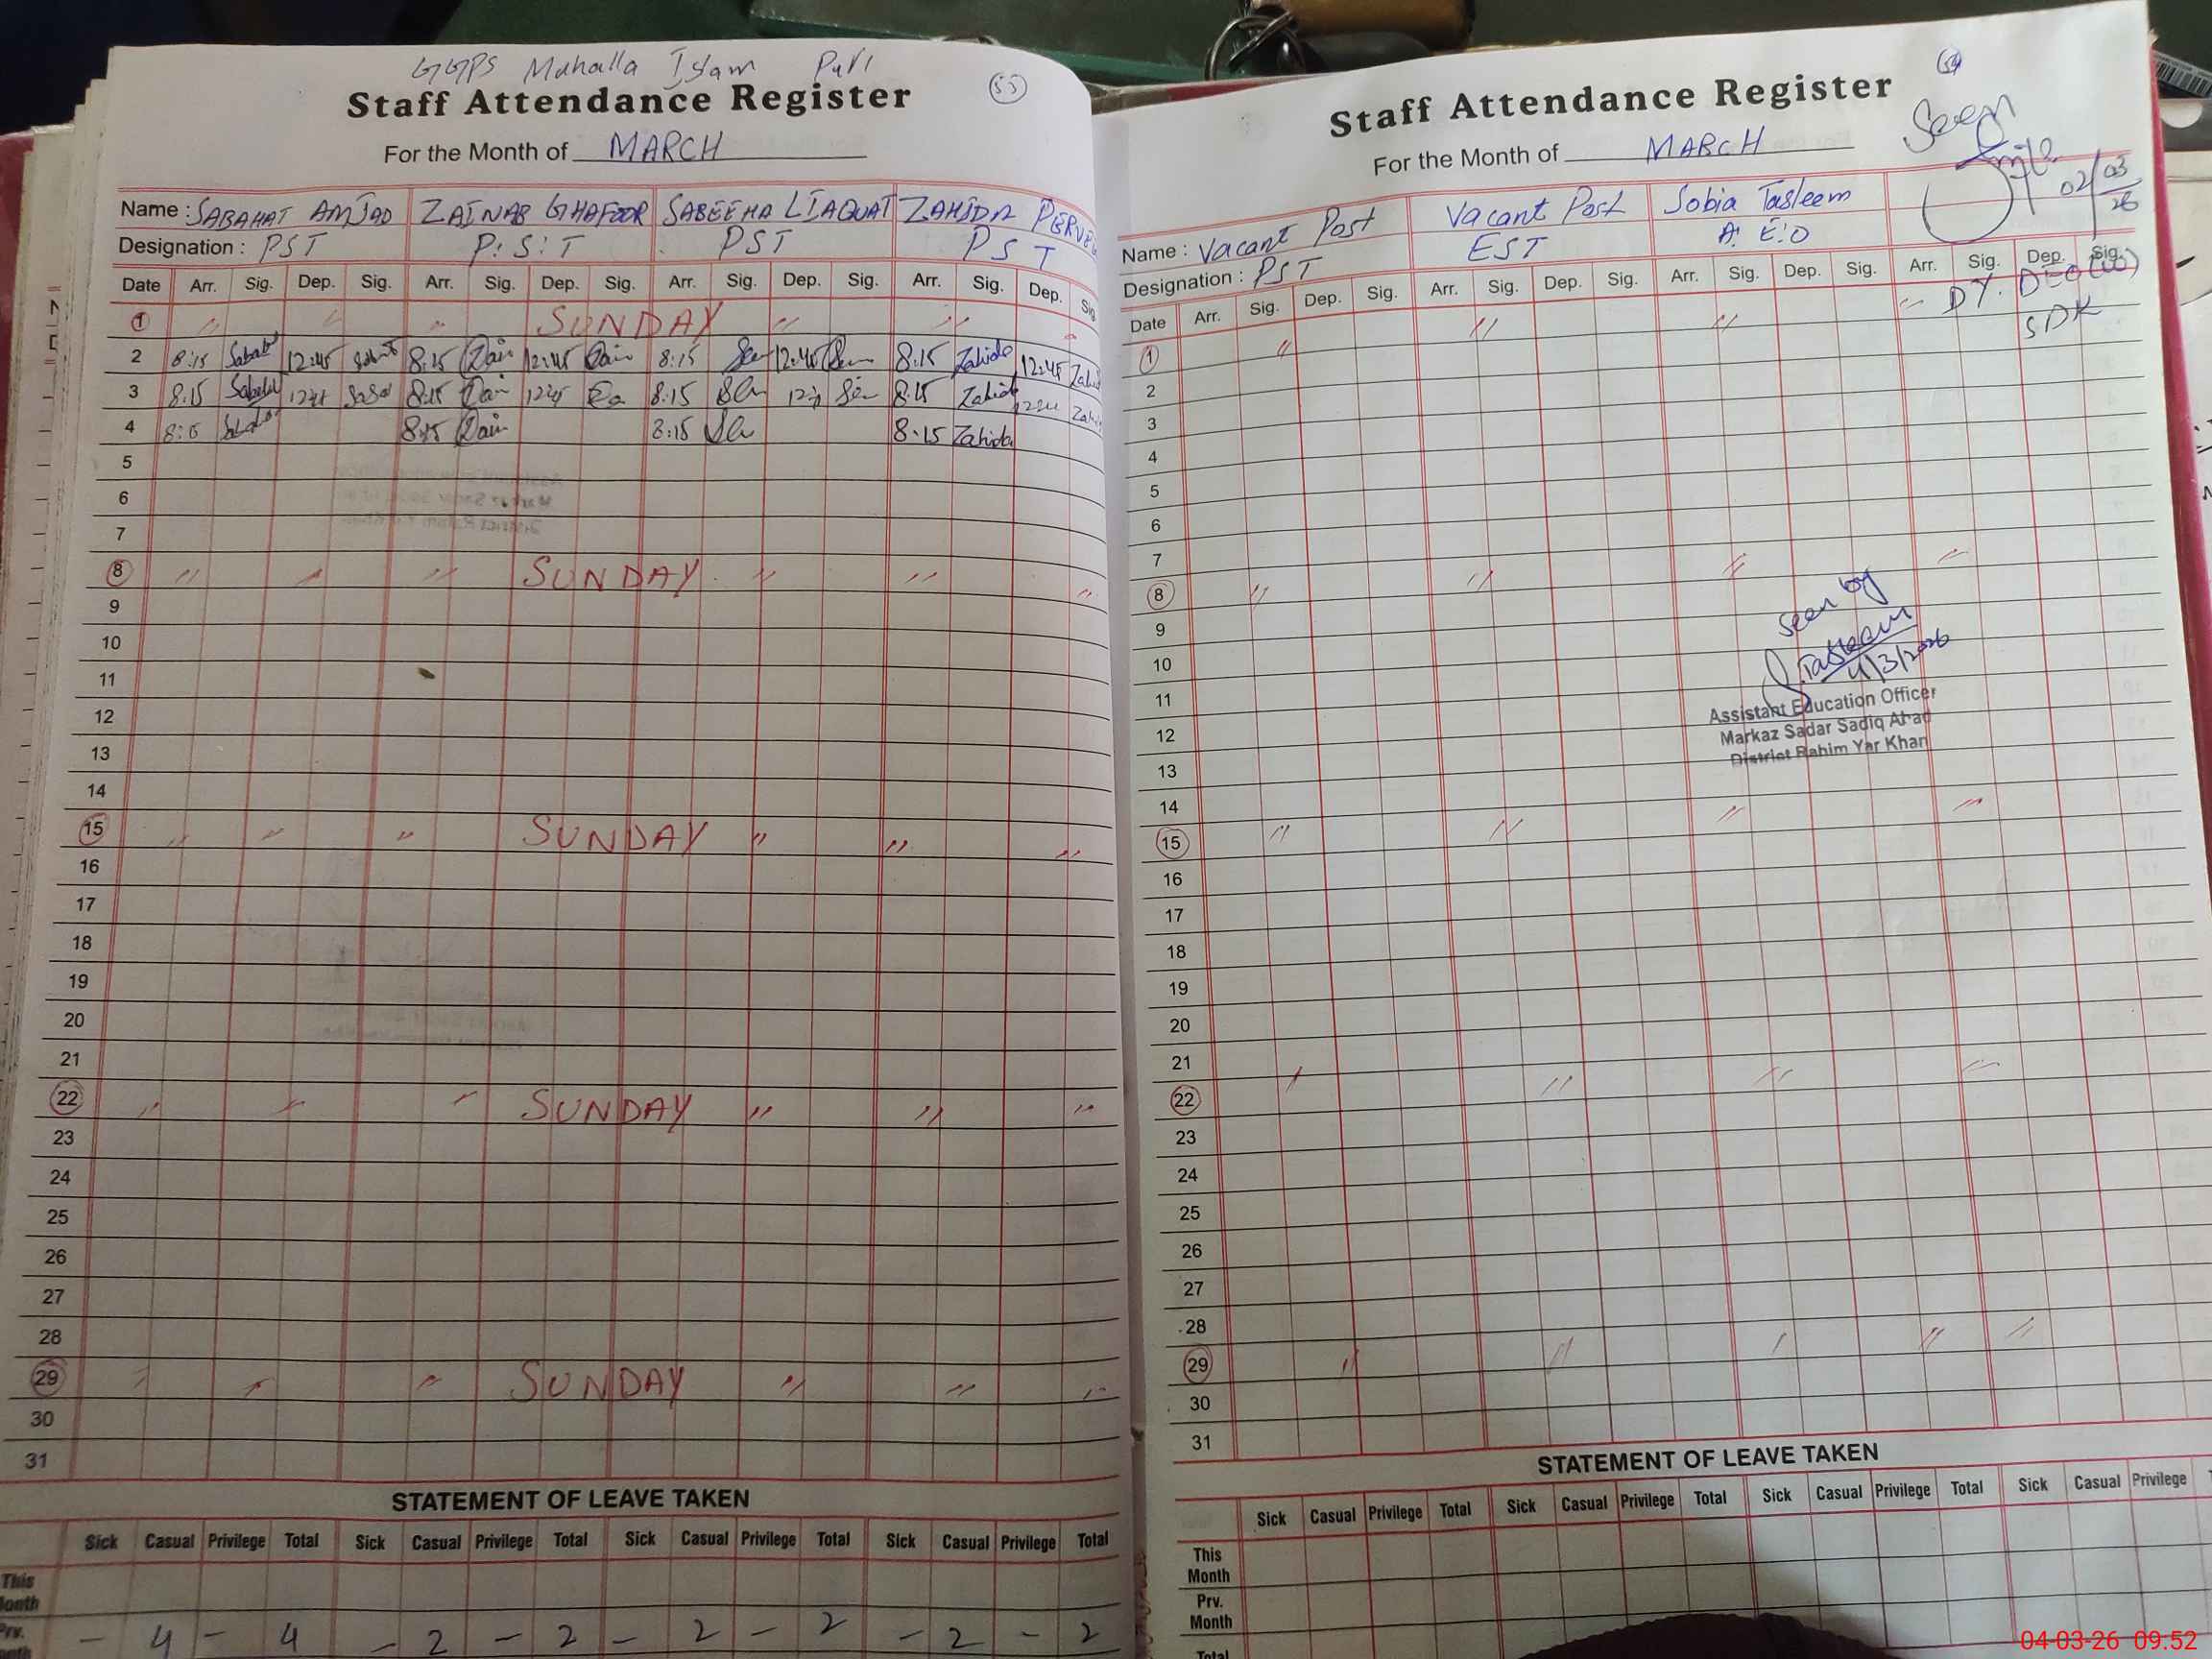 GGPS Mahalla Islam Puri
Staff Attendance Register
55
For the Month of MARCH
Name : SABAHAT AMJAD ZAINAB GHAFOOR SABEEHA LIAQUAT ZAHIDA PERVE
Designation : PST P.S.T PST PST
Date Arr. Sig. Dep. Sig. Arr. Sig. Dep. Sig. Arr. Sig. Dep. Sig. Arr. Sig. Dep. Sig.
1 " " " SUNDAY " "
2 8:15 12:45 8:15 Zain 12:45 Zain 8:15 12:45 8:15 Zahida 12:45 Zahid
3 8:15 8:15 Zain 8:15 8:15 Zahida
4 8:15 8:15 Zain 8:15 8:15 Zahida
5
6
7
8 " " " SUNDAY " " "
9
10
11
12
13
14
15 " " " SUNDAY " " "
16
17
18
19
20
21
22 " " " SUNDAY " " "
23
24
25
26
27
28
29 " " " SUNDAY " " "
30
31
STATEMENT OF LEAVE TAKEN
Sick Casual Privilege Total Sick Casual Privilege Total Sick Casual Privilege Total Sick Casual Privilege Total
This Month
Prv.
– 4 – 4 – 2 – 2 – 2 – 2 – 2 – 2
Staff Attendance Register
For the Month of MARCH
Seen
02/03/26
Name : Vacant Post Vacant Post Sobia Tasleem
Designation : PST EST A.E.O
DY. DEO (W)
SDK
Date Arr. Sig. Dep. Sig. Arr. Sig. Dep. Sig. Arr. Sig. Dep. Sig. Arr. Sig. Dep. Sig.
1 " " " "
2
3
4
5
6
7
8 " " " "
9
10
11
12
13
14
15 " " " "
16
17
18
19
20
21
22 " " " "
23
24
25
26
27
28
29 " " " " "
30
31
Seen by
S.Tasleem
4/3/2026
Assistant Education Officer
Markaz Sadar Sadiq Abad
District Rahim Yar Khan
STATEMENT OF LEAVE TAKEN
Sick Casual Privilege Total Sick Casual Privilege Total Sick Casual Privilege Total Sick Casual Privilege
This Month
Prv. Month
Total
04-03-26 09:52